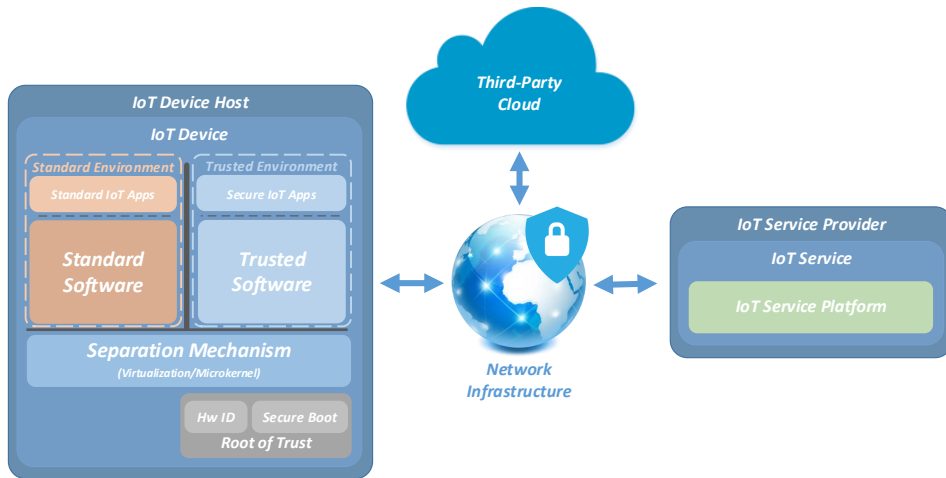 Third-Party
Cloud
IoT Device Host
IoT Device
Standard Environment
Trusted Environment
Standard IoT Apps
Secure IoT Apps
Standard
Software
Trusted
Software
Separation Mechanism
(Virtualization/Microkernel)
Hw ID
Secure Boot
Root of Trust
Network
Infrastructure
IoT Service Provider
IoT Service
IoT Service Platform